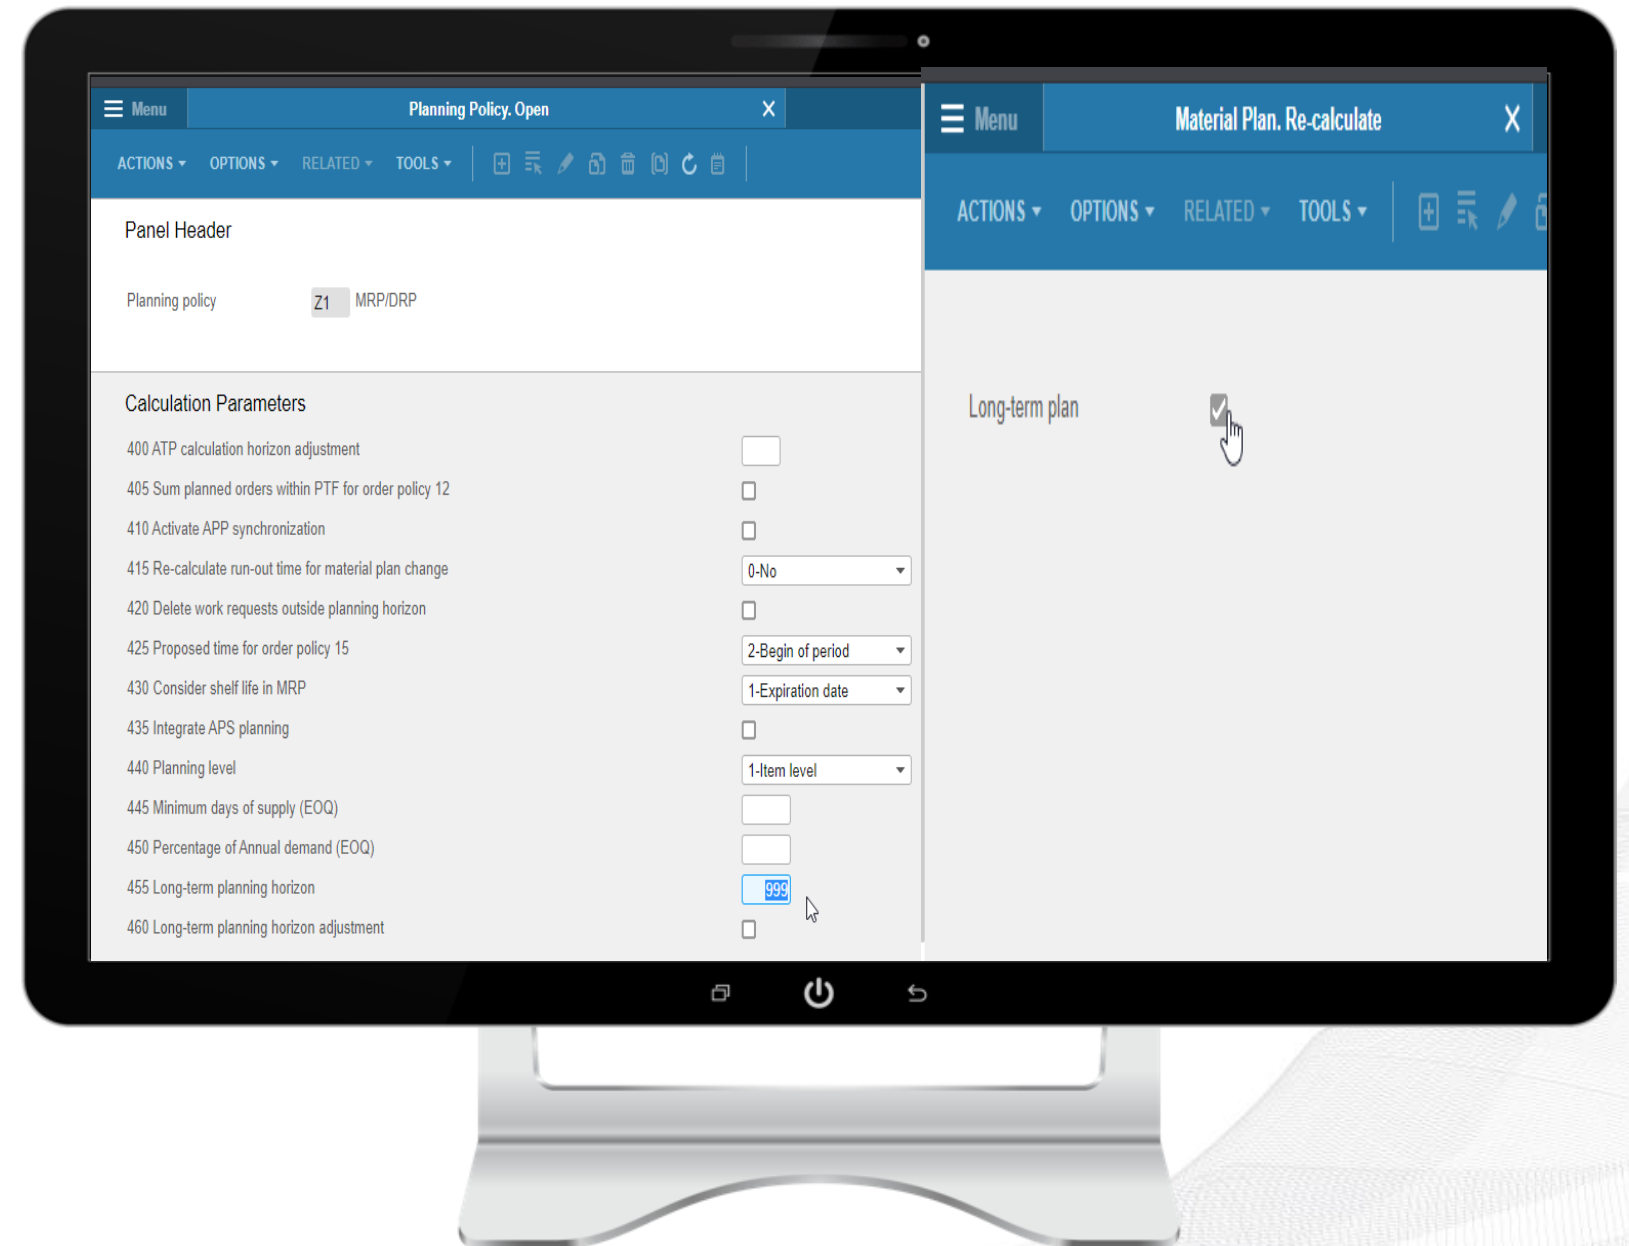 Menu
Planning Policy. Open
X
ACTIONS
OPTIONS
RELATED
TOOLS
Panel Header
Planning policy
Z1
MRP/DRP
Calculation Parameters
400 ATP calculation horizon adjustment
405 Sum planned orders within PTF for order policy 12
410 Activate APP synchronization
415 Re-calculate run-out time for material plan change
0-No
420 Delete work requests outside planning horizon
425 Proposed time for order policy 15
2-Begin of period
430 Consider shelf life in MRP
1-Expiration date
435 Integrate APS planning
440 Planning level
1-Item level
445 Minimum days of supply (EOQ)
450 Percentage of Annual demand (EOQ)
455 Long-term planning horizon
999
460 Long-term planning horizon adjustment
Menu
Material Plan. Re-calculate
X
ACTIONS
OPTIONS
RELATED
TOOLS
Long-term plan